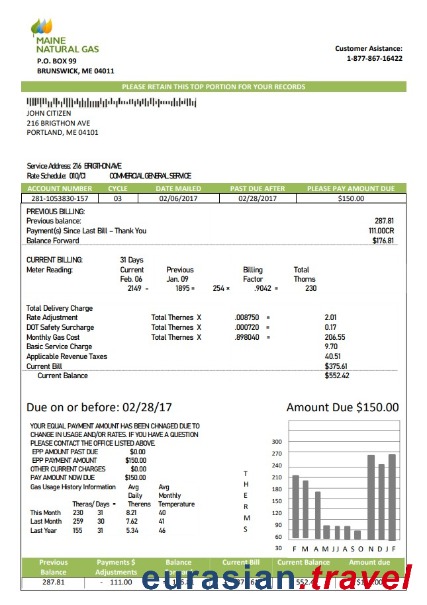 MAINE
NATURAL GAS
P.O. BOX 99
BRUNSWICK, ME 04011
Customer Asistance:
1-877-867-16422
PLEASE RETAIN THIS TOP PORTION FOR YOUR RECORDS
JOHN CITIZEN
216 BRIGTHON AVE
PORTLAND, ME 04101
Service Address: 216 BRIGTHON AVE
Rate Schedule: 010/CI COMMERCIAL GENERAL SERVICE
ACCOUNT NUMBER CYCLE DATE MAILED PAST DUE AFTER PLEASE PAY AMOUNT DUE
281-1053830-157 03 02/06/2017 02/28/2017 $150.00
PREVIOUS BILLING:
Previous balance: 287.81
Payment(s) Since Last Bill – Thank You 111.00CR
Balance Forward $176.81
CURRENT BILLING: 31 Days
Meter Reading: Current Previous Billing Total
Feb. 06 Jan. 09 Factor Thorns
2149 - 1895 = 254 × .9042 = 230
Total Delivery Charge
Rate Adjustment Total Thermes X .008750 = 2.01
DOT Safety Surcharge Total Thermes X .000720 = 0.17
Monthly Gas Cost Total Thermes X .898040 = 206.55
Basic Service Charge 9.70
Applicable Revenue Taxes 40.51
Current Bill $375.61
Current Balance $552.42
Due on or before: 02/28/17 Amount Due $150.00
YOUR EQUAL PAYMENT AMOUNT HAS BEEN CHNAGED DUE TO
CHANGE IN USAGE AND/OR RATES. IF YOU HAVE A QUESTION
PLEASE CONTACT THE OFFICE LISTED ABOVE.
EPP AMOUNT PAST DUE $0.00
EPP PAYMENT AMOUNT $150.00
OTHER CURRENT CHARGES $0.00
PAY AMOUNT NOW DUE $150.00
Gas Usage History Information Avg Avg
Daily Monthly
Theras/ Days = Therens Temperature
This Month 230 31 8.21 40
Last Month 259 30 7.62 41
Last Year 155 31 5.34 46
T
H
E
R
M
S
300
270
240
210
180
150
120
90
60
30
F M A M J J A S O N D J F
Previous Payments $ Balance Current Bill Current Balance Amount due
Balance Adjustments
287.81 - 111.00
eurasian.travel